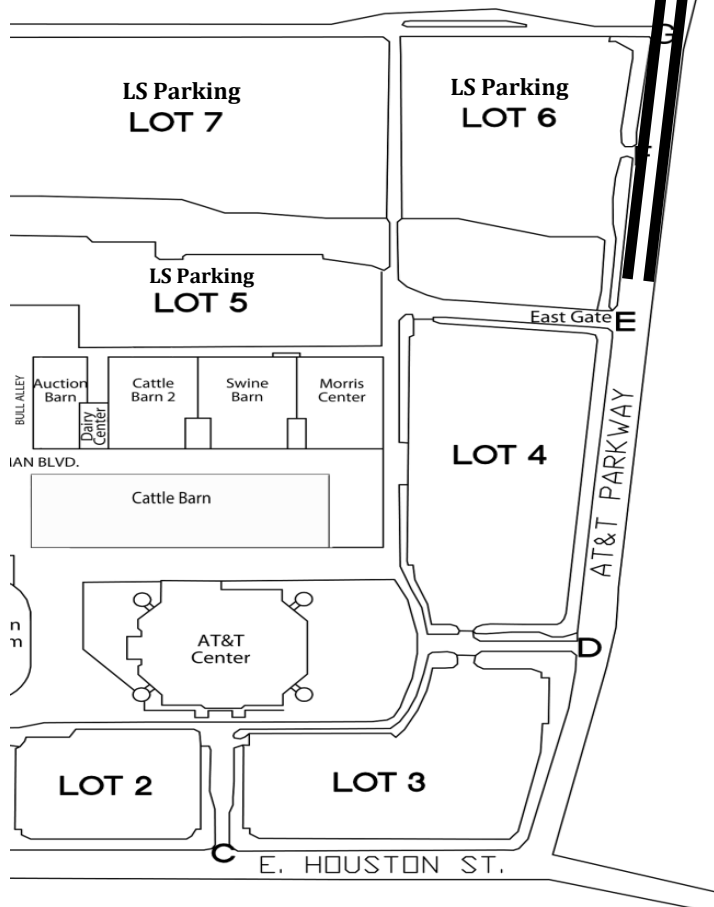 G
LS Parking
LOT 7
LS Parking
LOT 6
F
LS Parking
LOT 5
East Gate
E
BULL ALLEY
Auction
Barn
Dairy
Center
Cattle
Barn 2
Swine
Barn
Morris
Center
LOT 4
AT&T PARKWAY
IAN BLVD.
Cattle Barn
n
m
AT&T
Center
D
LOT 2
LOT 3
C
E. HOUSTON ST.